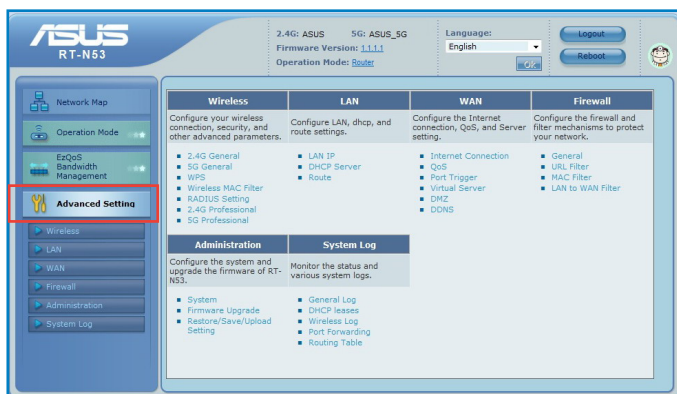 ASUS
RT-N53
2.4G: ASUS 5G: ASUS_5G
Firmware Version: 1.1.1.1
Operation Mode: Router
Language:
English
OK
Logout
Reboot
Network Map
Operation Mode
EzQoS
Bandwidth
Management
Advanced Setting
Wireless
LAN
WAN
Firewall
Administration
System Log
Wireless
Configure your wireless
connection, security, and
other advanced parameters.
2.4G General
5G General
WPS
Wireless MAC Filter
RADIUS Setting
2.4G Professional
5G Professional
LAN
Configure LAN, dhcp, and
route settings.
LAN IP
DHCP Server
Route
WAN
Configure the Internet
connection, QoS, and Server
setting.
Internet Connection
QoS
Port Trigger
Virtual Server
DMZ
DDNS
Firewall
Configure the firewall and
filter mechanisms to protect
your network.
General
URL Filter
MAC Filter
LAN to WAN Filter
Administration
Configure the system and
upgrade the firmware of RT-
N53.
System
Firmware Upgrade
Restore/Save/Upload
Setting
System Log
Monitor the status and
various system logs.
General Log
DHCP leases
Wireless Log
Port Forwarding
Routing Table